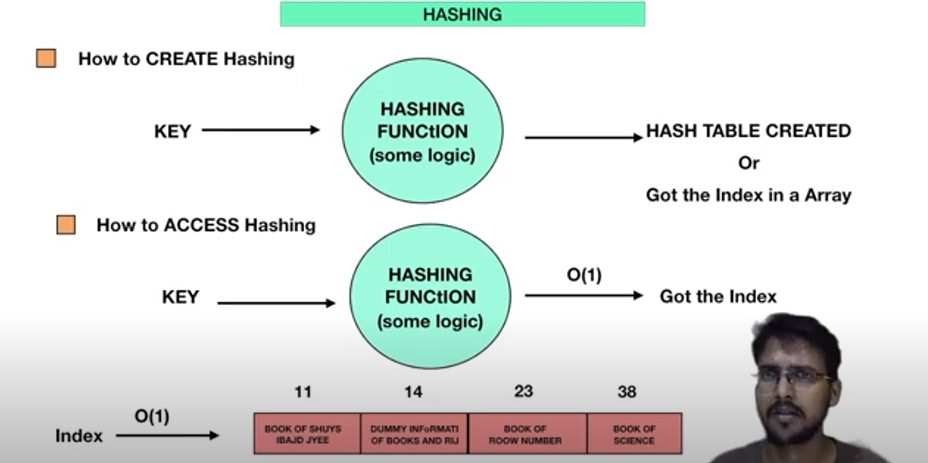 HASHING
How to CREATE Hashing
KEY
HASHING
FUNCtION
(some logic)
HASH TABLE CREATED
Or
Got the Index in a Array
How to ACCESS Hashing
KEY
HASHING
FUNCtION
(some logic)
O(1)
Got the Index
11 14 23 38
Index
O(1)
BOOK OF SHUYS
IBAJD JYEE
DUMMY INFoRMATI
OF BOOKS AND RIJ
BOOK OF
ROOW NUMBER
BOOK OF
SCIENCE